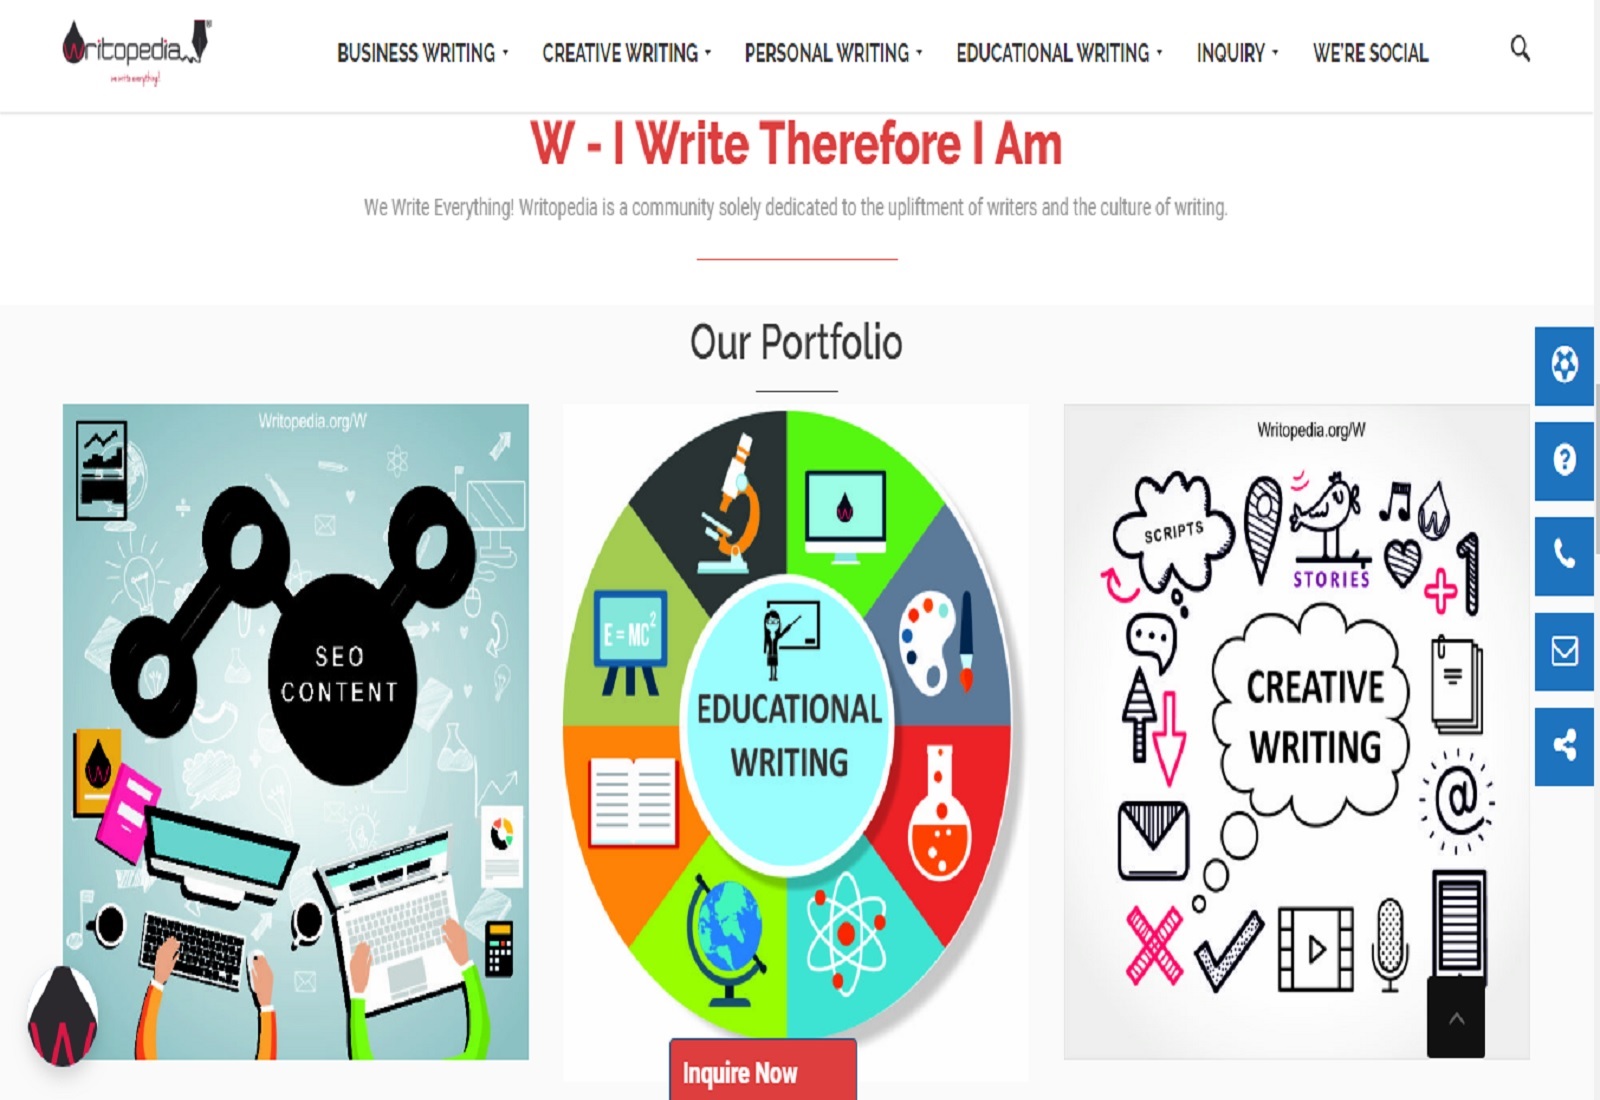 writopedia
we write everything!
BUSINESS WRITING
CREATIVE WRITING
PERSONAL WRITING
EDUCATIONAL WRITING
INQUIRY
WE'RE SOCIAL
W - I Write Therefore I Am
We Write Everything! Writopedia is a community solely dedicated to the upliftment of writers and the culture of writing.
Our Portfolio
Writopedia.org/W
SEO
CONTENT
W
E = MC²
EDUCATIONAL
WRITING
Writopedia.org/W
SCRIPTS
STORIES
+1
CREATIVE
WRITING
@
W
Inquire Now